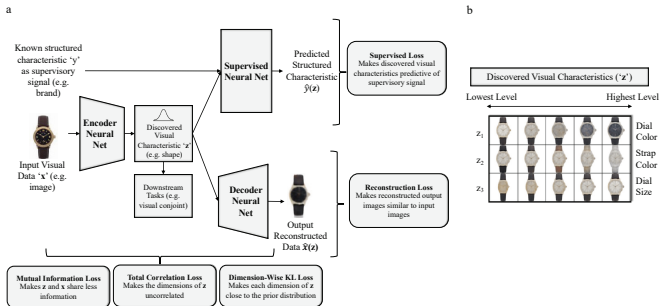 a
Known structured
characteristic 'y'
as supervisory
signal (e.g.
brand)
Supervised
Neural Net
Predicted
Structured
Characteristic
ŷ(z)
Supervised Loss
Makes discovered visual
characteristics predictive of
supervisory signal
Encoder
Neural
Net
Discovered
Visual
Characteristic 'z'
(e.g. shape)
Input Visual
Data 'x' (e.g.
image)
Downstream
Tasks (e.g.
visual conjoint)
Decoder
Neural
Net
Output
Reconstructed
Data x̂(z)
Reconstruction Loss
Makes reconstructed output
images similar to input
images
Mutual Information Loss
Makes z and x share less
information
Total Correlation Loss
Makes the dimensions of z
uncorrelated
Dimension-Wise KL Loss
Makes each dimension of z
close to the prior distribution
b
Discovered Visual Characteristics ('z')
Lowest Level
Highest Level
z1
Dial
Color
z2
Strap
Color
z3
Dial
Size